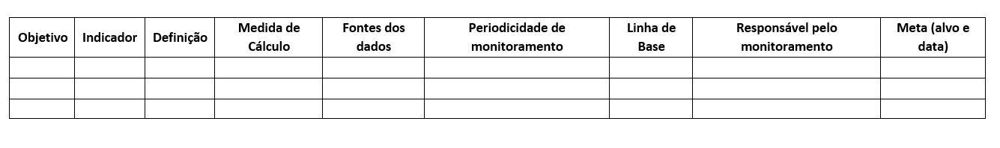 Objetivo
Indicador
Definição
Medida de
Cálculo
Fontes dos
dados
Periodicidade de
monitoramento
Linha de
Base
Responsável pelo
monitoramento
Meta (alvo e
data)